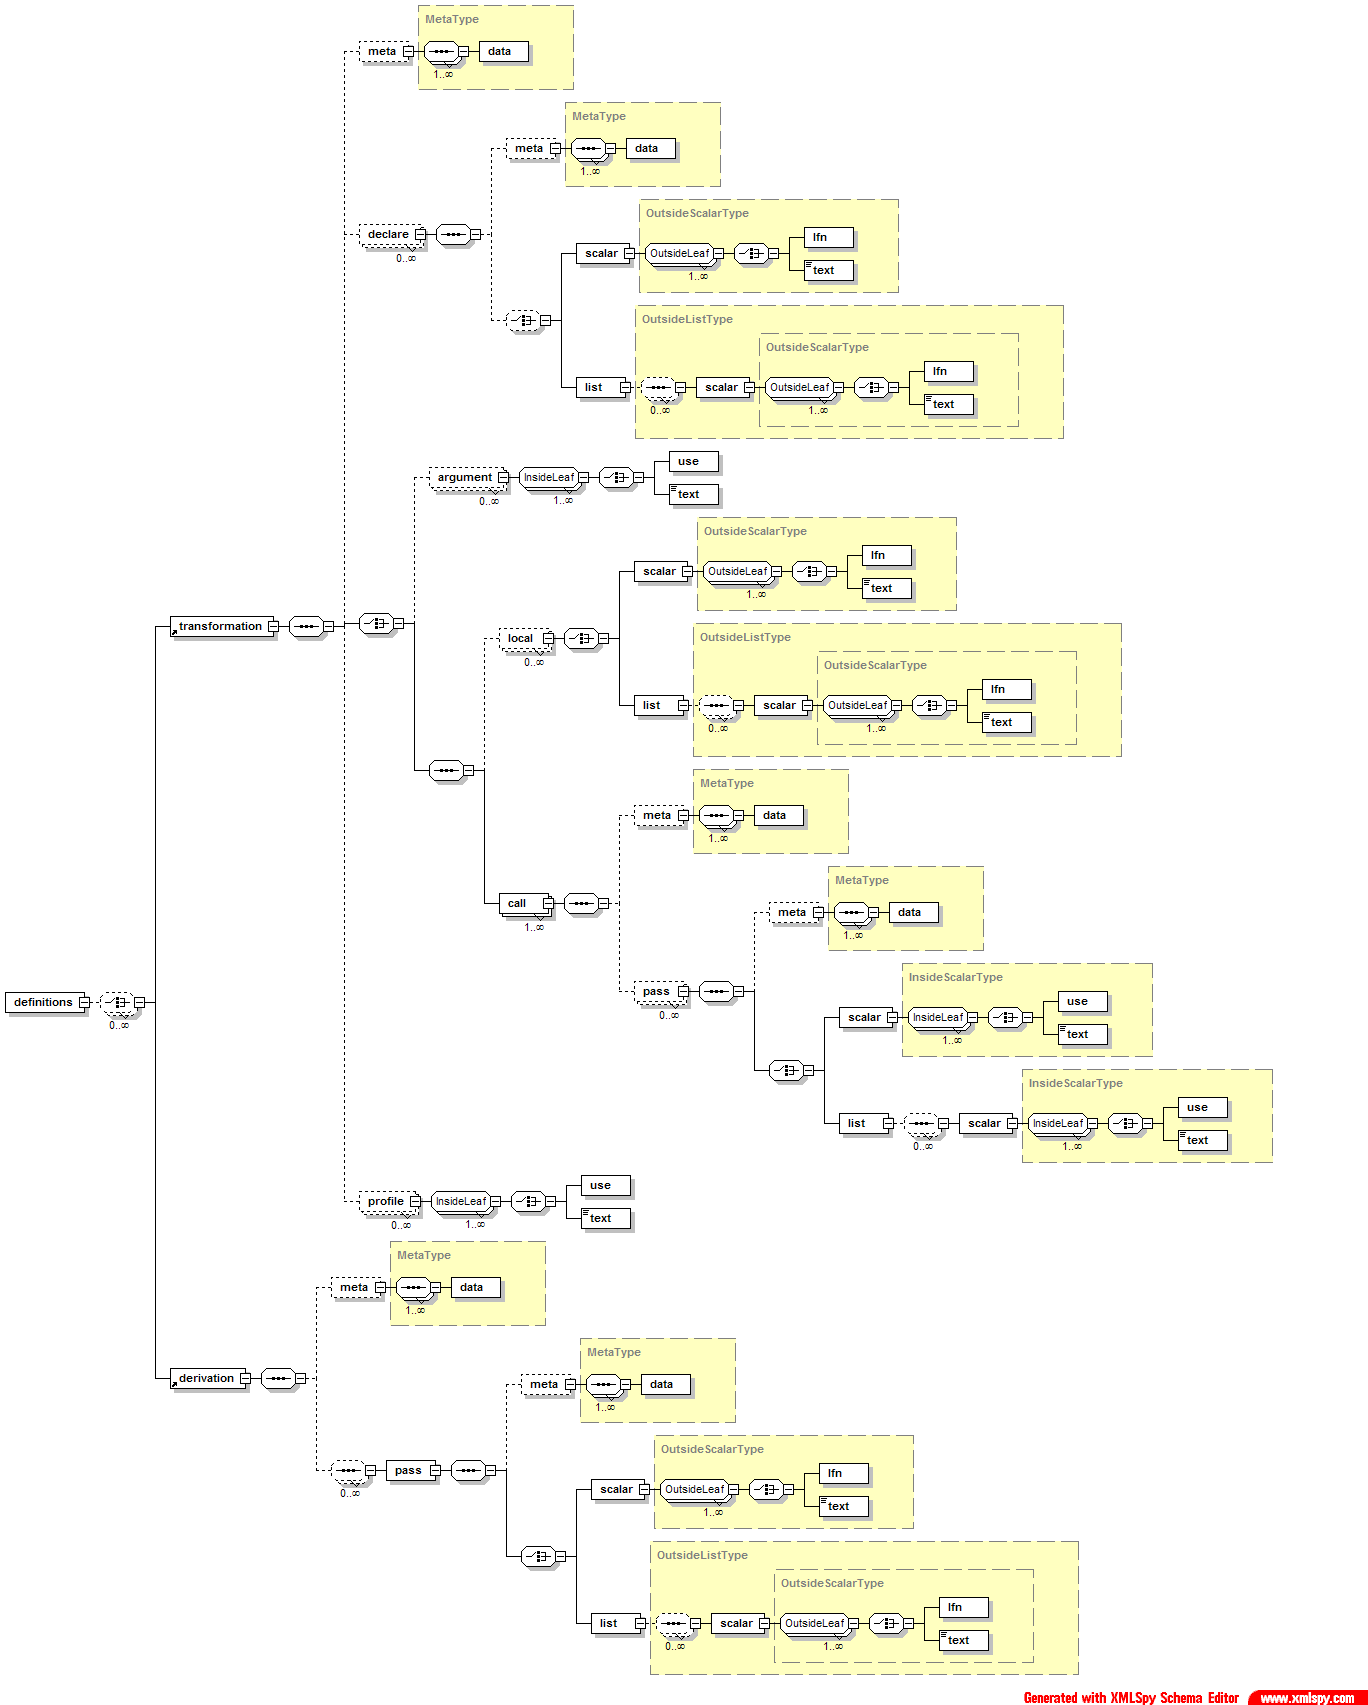 MetaType
meta
data
1..∞
MetaType
meta
data
1..∞
OutsideScalarType
declare
0..∞
lfn
scalar
OutsideLeaf
text
1..∞
OutsideListType
OutsideScalarType
lfn
list
scalar
OutsideLeaf
text
0..∞
1..∞
use
argument
InsideLeaf
text
0..∞
1..∞
OutsideScalarType
lfn
scalar
OutsideLeaf
text
1..∞
transformation
local
0..∞
OutsideListType
OutsideScalarType
lfn
list
scalar
OutsideLeaf
text
0..∞
1..∞
MetaType
meta
data
1..∞
call
1..∞
MetaType
meta
data
1..∞
InsideScalarType
definitions
0..∞
pass
0..∞
use
scalar
InsideLeaf
text
1..∞
InsideScalarType
use
list
scalar
InsideLeaf
text
0..∞
1..∞
use
profile
InsideLeaf
text
0..∞
1..∞
MetaType
meta
data
1..∞
MetaType
derivation
meta
data
1..∞
OutsideScalarType
pass
0..∞
lfn
scalar
OutsideLeaf
text
1..∞
OutsideListType
OutsideScalarType
lfn
list
scalar
OutsideLeaf
text
0..∞
1..∞
Generated with XMLSpy Schema Editor www.xmlspy.com